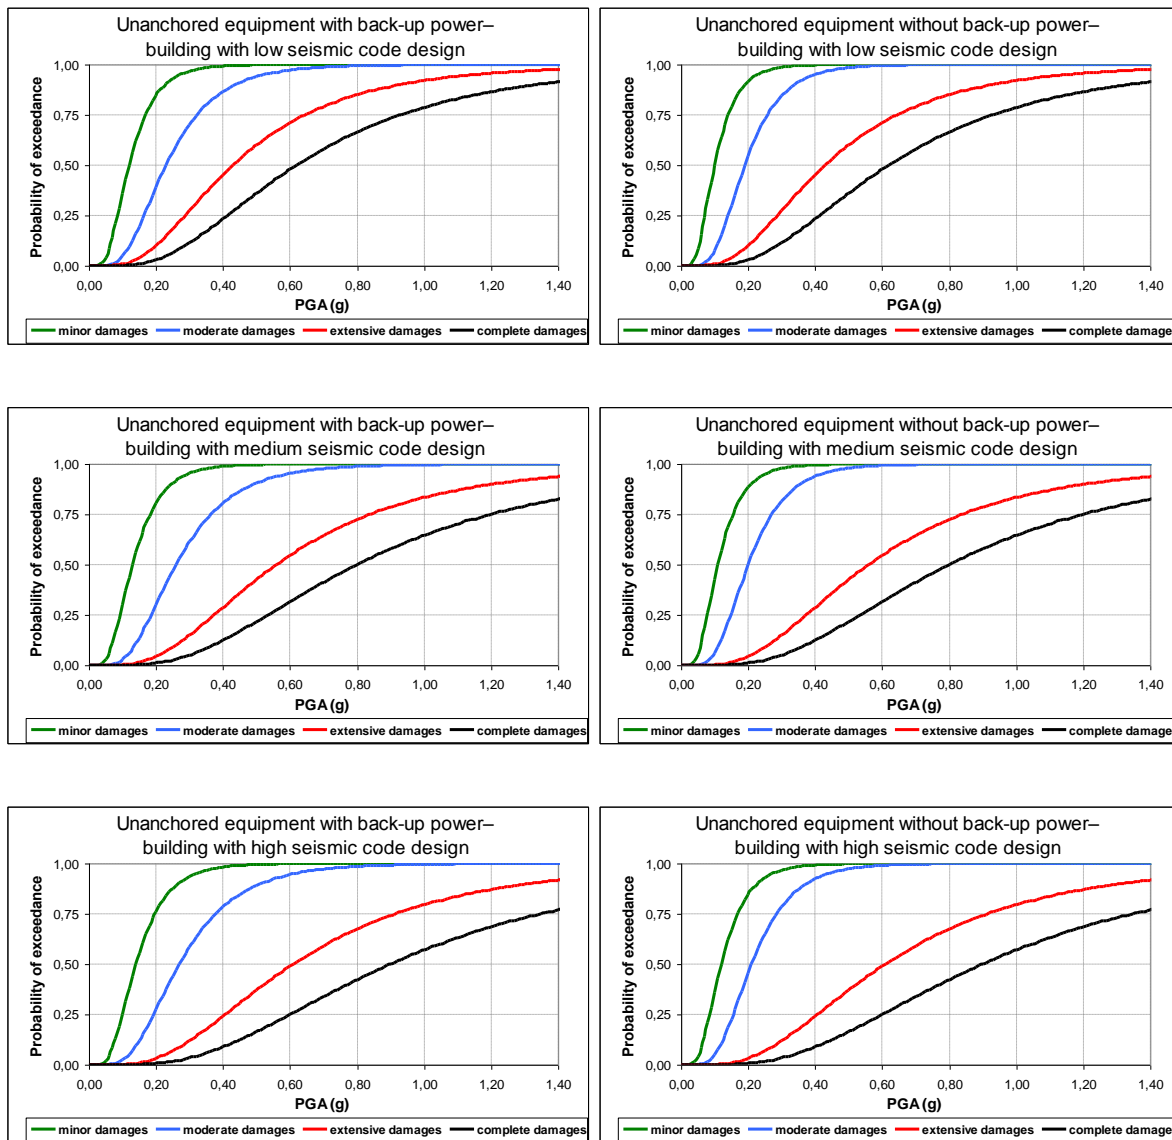 Unanchored equipment with back-up power–
building with low seismic code design
Probability of exceedance
1,00
0,75
0,50
0,25
0,00
0,00 0,20 0,40 0,60 0,80 1,00 1,20 1,40
PGA (g)
minor damages moderate damages extensive damages complete damages
Unanchored equipment without back-up power–
building with low seismic code design
Probability of exceedance
1,00
0,75
0,50
0,25
0,00
0,00 0,20 0,40 0,60 0,80 1,00 1,20 1,40
PGA (g)
minor damages moderate damages extensive damages complete damage
Unanchored equipment with back-up power–
building with medium seismic code design
Probability of exceedance
1,00
0,75
0,50
0,25
0,00
0,00 0,20 0,40 0,60 0,80 1,00 1,20 1,40
PGA (g)
minor damages moderate damages extensive damages complete damages
Unanchored equipment without back-up power–
building with medium seismic code design
Probability of exceedance
1,00
0,75
0,50
0,25
0,00
0,00 0,20 0,40 0,60 0,80 1,00 1,20 1,40
PGA (g)
minor damages moderate damages extensive damages complete damage
Unanchored equipment with back-up power–
building with high seismic code design
Probability of exceedance
1,00
0,75
0,50
0,25
0,00
0,00 0,20 0,40 0,60 0,80 1,00 1,20 1,40
PGA (g)
minor damages moderate damages extensive damages complete damages
Unanchored equipment without back-up power–
building with high seismic code design
Probability of exceedance
1,00
0,75
0,50
0,25
0,00
0,00 0,20 0,40 0,60 0,80 1,00 1,20 1,40
PGA (g)
minor damages moderate damages extensive damages complete damage